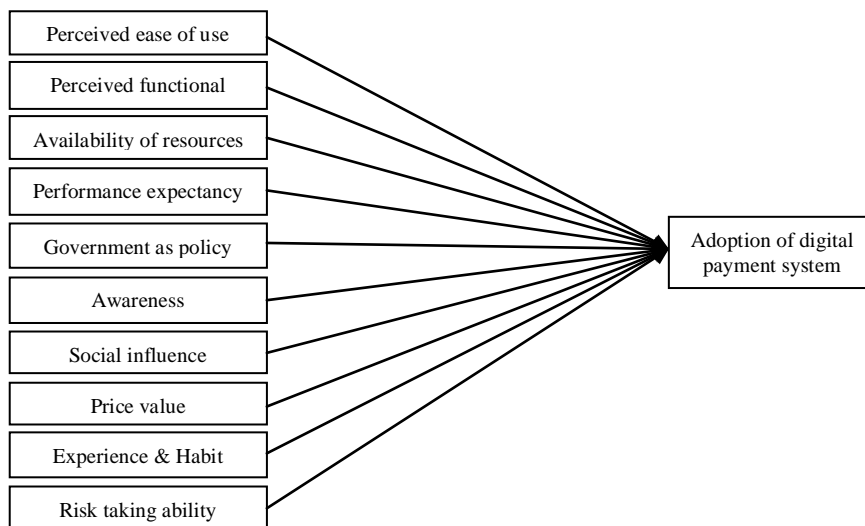 Perceived ease of use
Perceived functional
Availability of resources
Performance expectancy
Government as policy
Awareness
Social influence
Price value
Experience & Habit
Risk taking ability
Adoption of digital
payment system